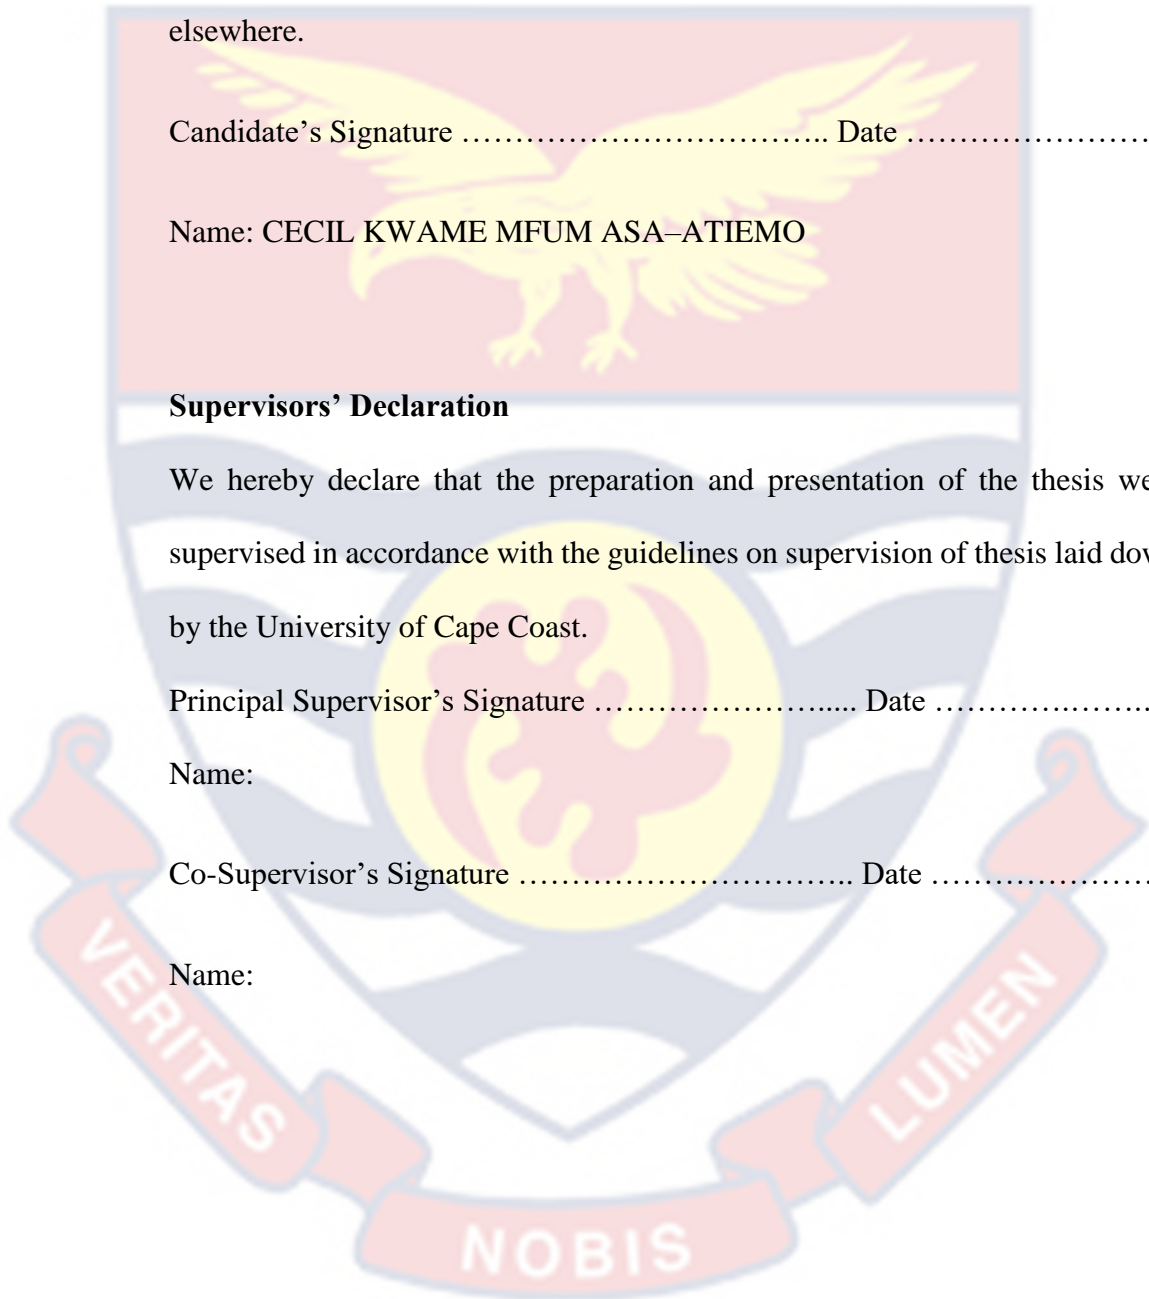 elsewhere.
Candidate’s Signature …………………………….. Date ……………………
Name: CECIL KWAME MFUM ASA–ATIEMO
Supervisors’ Declaration
We hereby declare that the preparation and presentation of the thesis we
supervised in accordance with the guidelines on supervision of thesis laid dow
by the University of Cape Coast.
Principal Supervisor’s Signature …………………..... Date ………….……..
Name:
Co-Supervisor’s Signature ………………………….. Date …………………
Name:
VERITAS
NOBIS
LUMEN